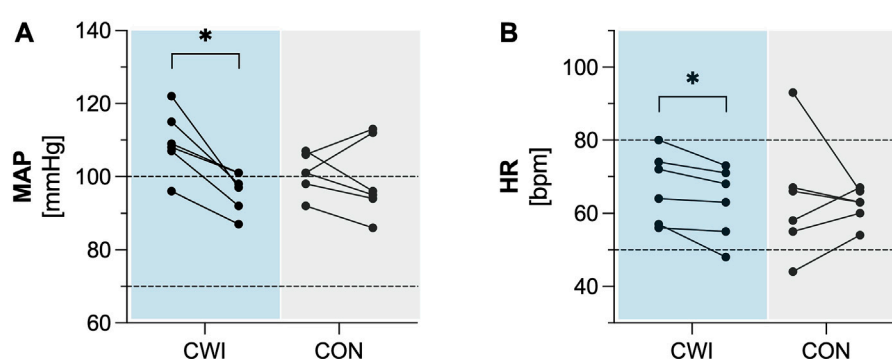 A
MAP
[mmHg]
140
120
100
80
60
*
CWI
CON
B
HR
[bpm]
100
80
60
40
*
CWI
CON